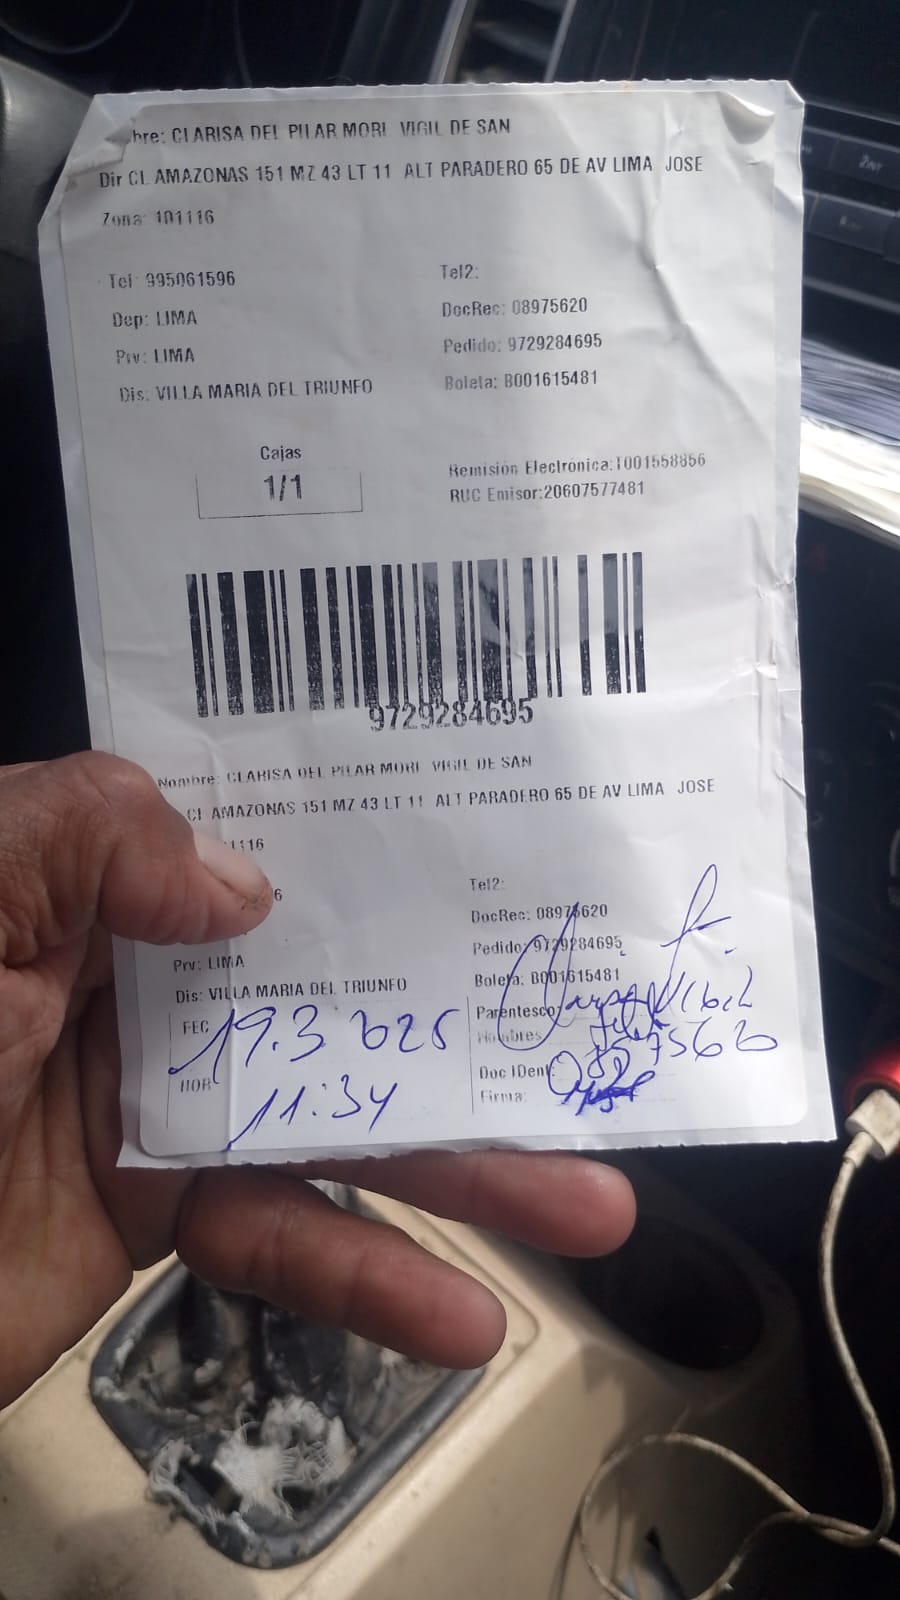 bre: CLARISA DEL PILAR MORI VIGIL DE SAN
Dir CL AMAZONAS 151 MZ 43 LT 11 ALT PARADERO 65 DE AV LIMA JOSE
Zona: 101116
Tel: 995061596
Tel2:
Dep: LIMA
DocRec: 08975620
Prv: LIMA
Pedido: 9729284695
Dis: VILLA MARIA DEL TRIUNFO
Boleta: B001615481
Cajas
1/1
Remisión Electrónica:T001558856
RUC Emisor:20607577481
9729284695
Nombre: CLARISA DEL PILAR MORI VIGIL DE SAN
CL AMAZONAS 151 MZ 43 LT 11 ALT PARADERO 65 DE AV LIMA JOSE
1116
6
Tel2:
DocRec: 08975620
Pedido: 9729284695
Prv: LIMA
Boleta: B001615481
Dis: VILLA MARIA DEL TRIUNFO
Parentesco:
FEC 19.3 2025
Nombres
HOR 11:34
Doc IDent:
Firma: